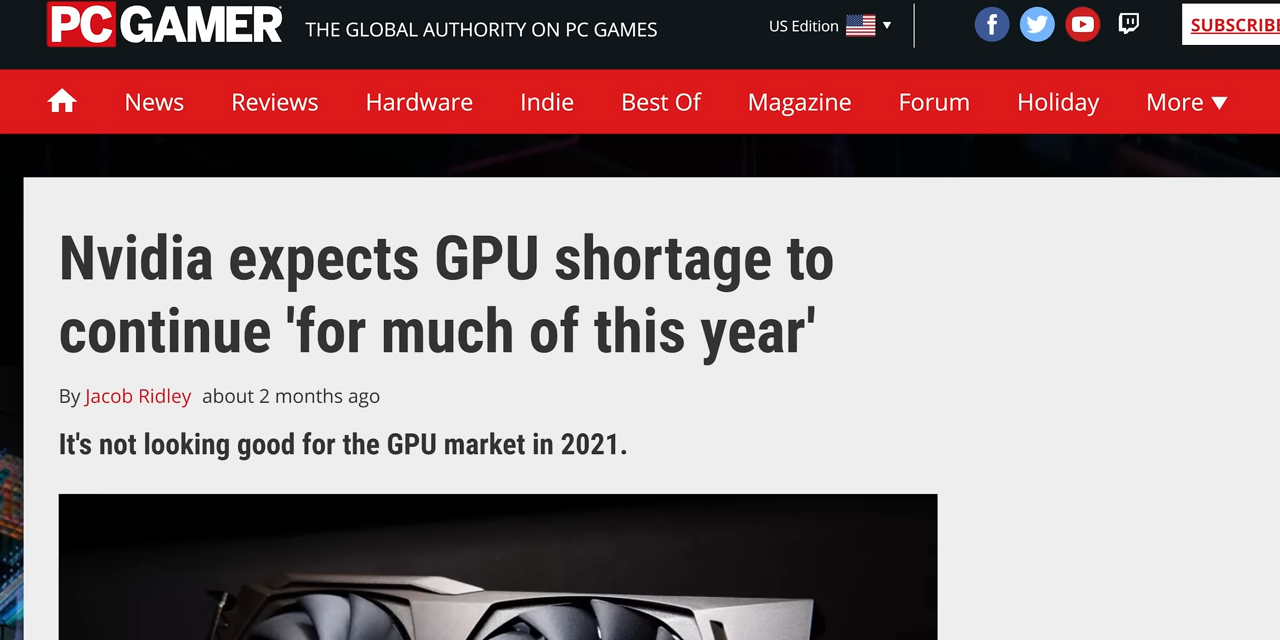 PC GAMER THE GLOBAL AUTHORITY ON PC GAMES US Edition
News Reviews Hardware Indie Best Of Magazine Forum Holiday More
Nvidia expects GPU shortage to
continue 'for much of this year'
By Jacob Ridley about 2 months ago
It's not looking good for the GPU market in 2021.